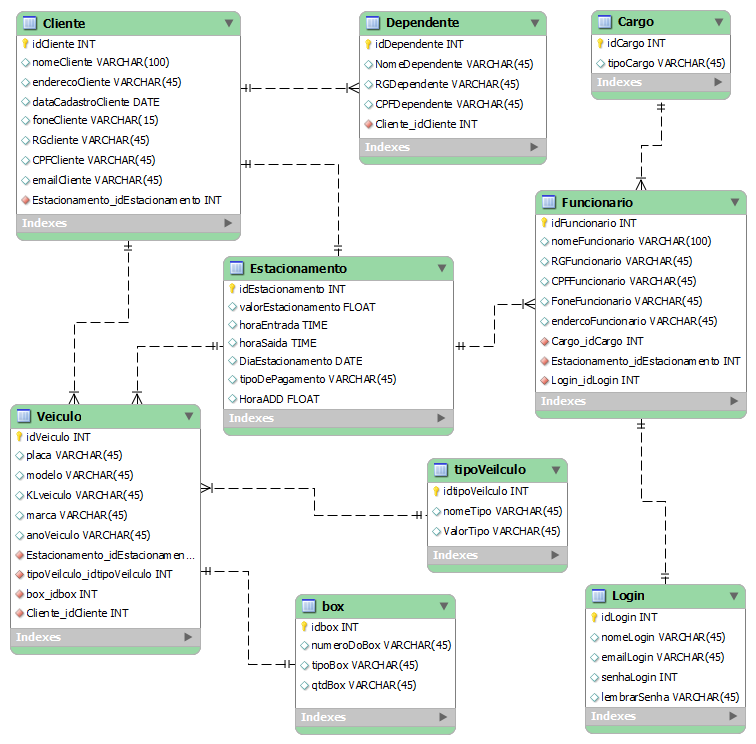 Cliente
idCliente INT
nomeCliente VARCHAR(100)
enderecoCliente VARCHAR(45)
dataCadastroCliente DATE
foneCliente VARCHAR(15)
RGcliente VARCHAR(45)
CPFCliente VARCHAR(45)
emailCliente VARCHAR(45)
Estacionamento_idEstacionamento INT
Indexes
Dependente
idDependente INT
NomeDependente VARCHAR(45)
RGDependente VARCHAR(45)
CPFDependente VARCHAR(45)
Cliente_idCliente INT
Indexes
Cargo
idCargo INT
tipoCargo VARCHAR(45)
Indexes
Funcionario
idFuncionario INT
nomeFuncionario VARCHAR(100)
RGFuncionario VARCHAR(45)
CPFFuncionario VARCHAR(45)
FoneFuncionario VARCHAR(45)
endercoFuncionario VARCHAR(45)
Cargo_idCargo INT
Estacionamento_idEstacionamento INT
Login_idLogin INT
Indexes
Estacionamento
idEstacionamento INT
valorEstacionamento FLOAT
horaEntrada TIME
horaSaida TIME
DiaEstacionamento DATE
tipoDePagamento VARCHAR(45)
HoraADD FLOAT
Indexes
Veiculo
idVeiculo INT
placa VARCHAR(45)
modelo VARCHAR(45)
KLveiculo VARCHAR(45)
marca VARCHAR(45)
anoVeiculo VARCHAR(45)
Estacionamento_idEstacionamen...
tipoVeilculo_idtipoVeilculo INT
box_idbox INT
Cliente_idCliente INT
Indexes
tipoVeilculo
idtipoVeilculo INT
nomeTipo VARCHAR(45)
ValorTipo VARCHAR(45)
Indexes
box
idbox INT
numeroDoBox VARCHAR(45)
tipoBox VARCHAR(45)
qtdBox VARCHAR(45)
Indexes
Login
idLogin INT
nomeLogin VARCHAR(45)
emailLogin VARCHAR(45)
senhaLogin INT
lembrarSenha VARCHAR(45)
Indexes